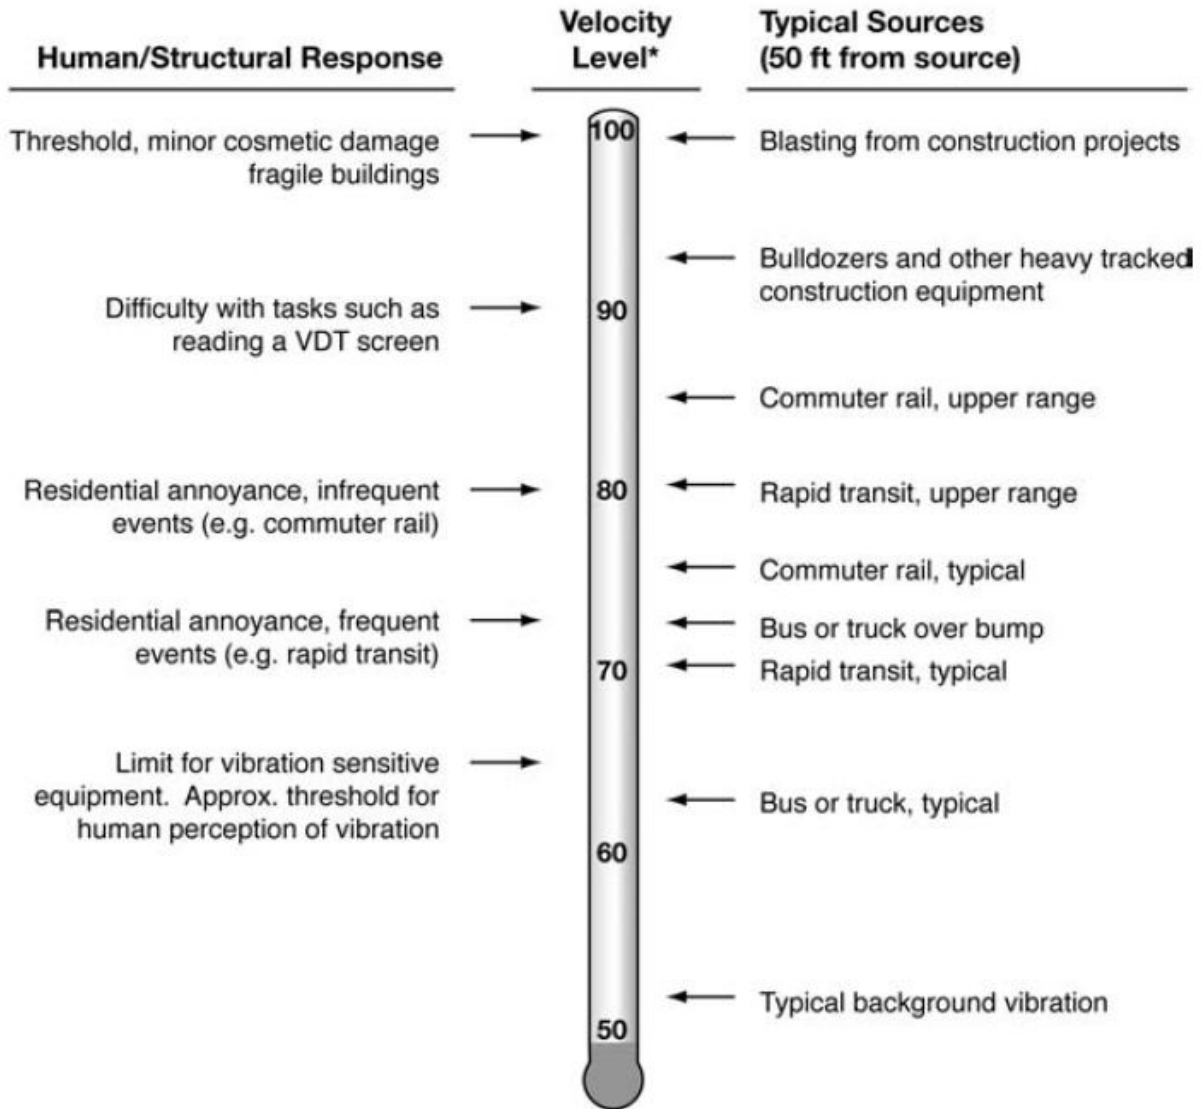 Human/Structural Response
Velocity
Level*
Typical Sources
(50 ft from source)
Threshold, minor cosmetic damage
fragile buildings
100
Blasting from construction projects
Bulldozers and other heavy tracked
construction equipment
Difficulty with tasks such as
reading a VDT screen
90
Commuter rail, upper range
Residential annoyance, infrequent
events (e.g. commuter rail)
80
Rapid transit, upper range
Commuter rail, typical
Residential annoyance, frequent
events (e.g. rapid transit)
Bus or truck over bump
70
Rapid transit, typical
Limit for vibration sensitive
equipment. Approx. threshold for
human perception of vibration
Bus or truck, typical
60
Typical background vibration
50